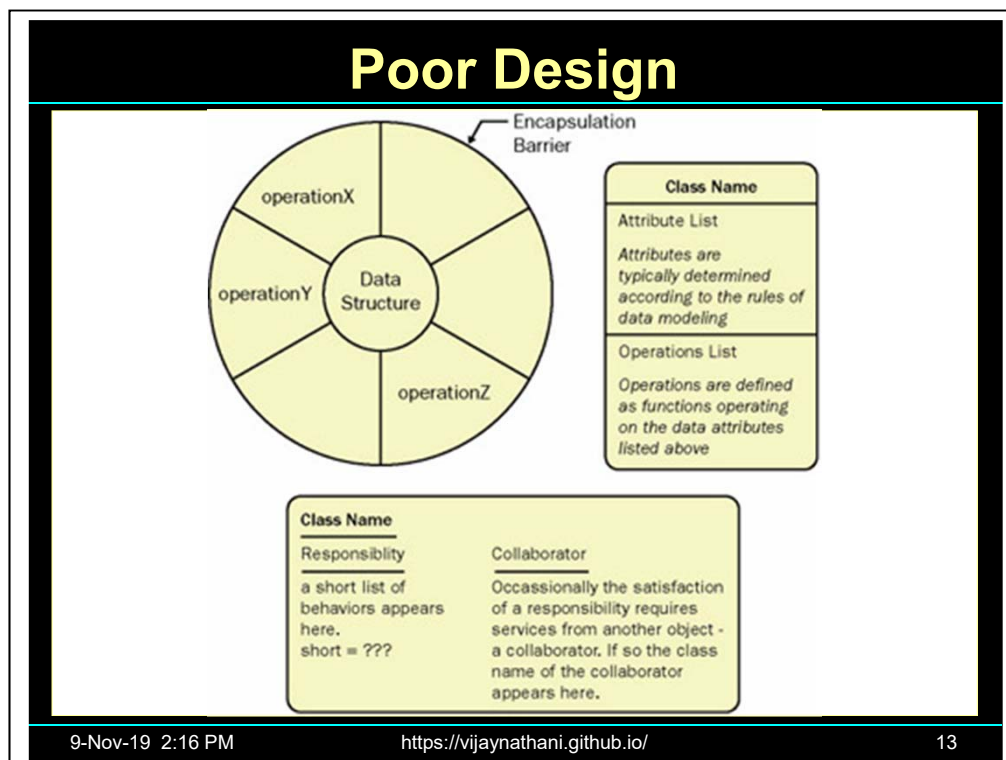 Poor Design
Encapsulation
Barrier
operationX
operationY
Data
Structure
operationZ
Class Name
Attribute List
Attributes are
typically determined
according to the rules of
data modeling
Operations List
Operations are defined
as functions operating
on the data attributes
listed above
Class Name
Responsiblity
a short list of
behaviors appears
here.
short = ???
Collaborator
Occassionally the satisfaction
of a responsibility requires
services from another object -
a collaborator. If so the class
name of the collaborator
appears here.
9-Nov-19 2:16 PM
https://vijaynathani.github.io/
13